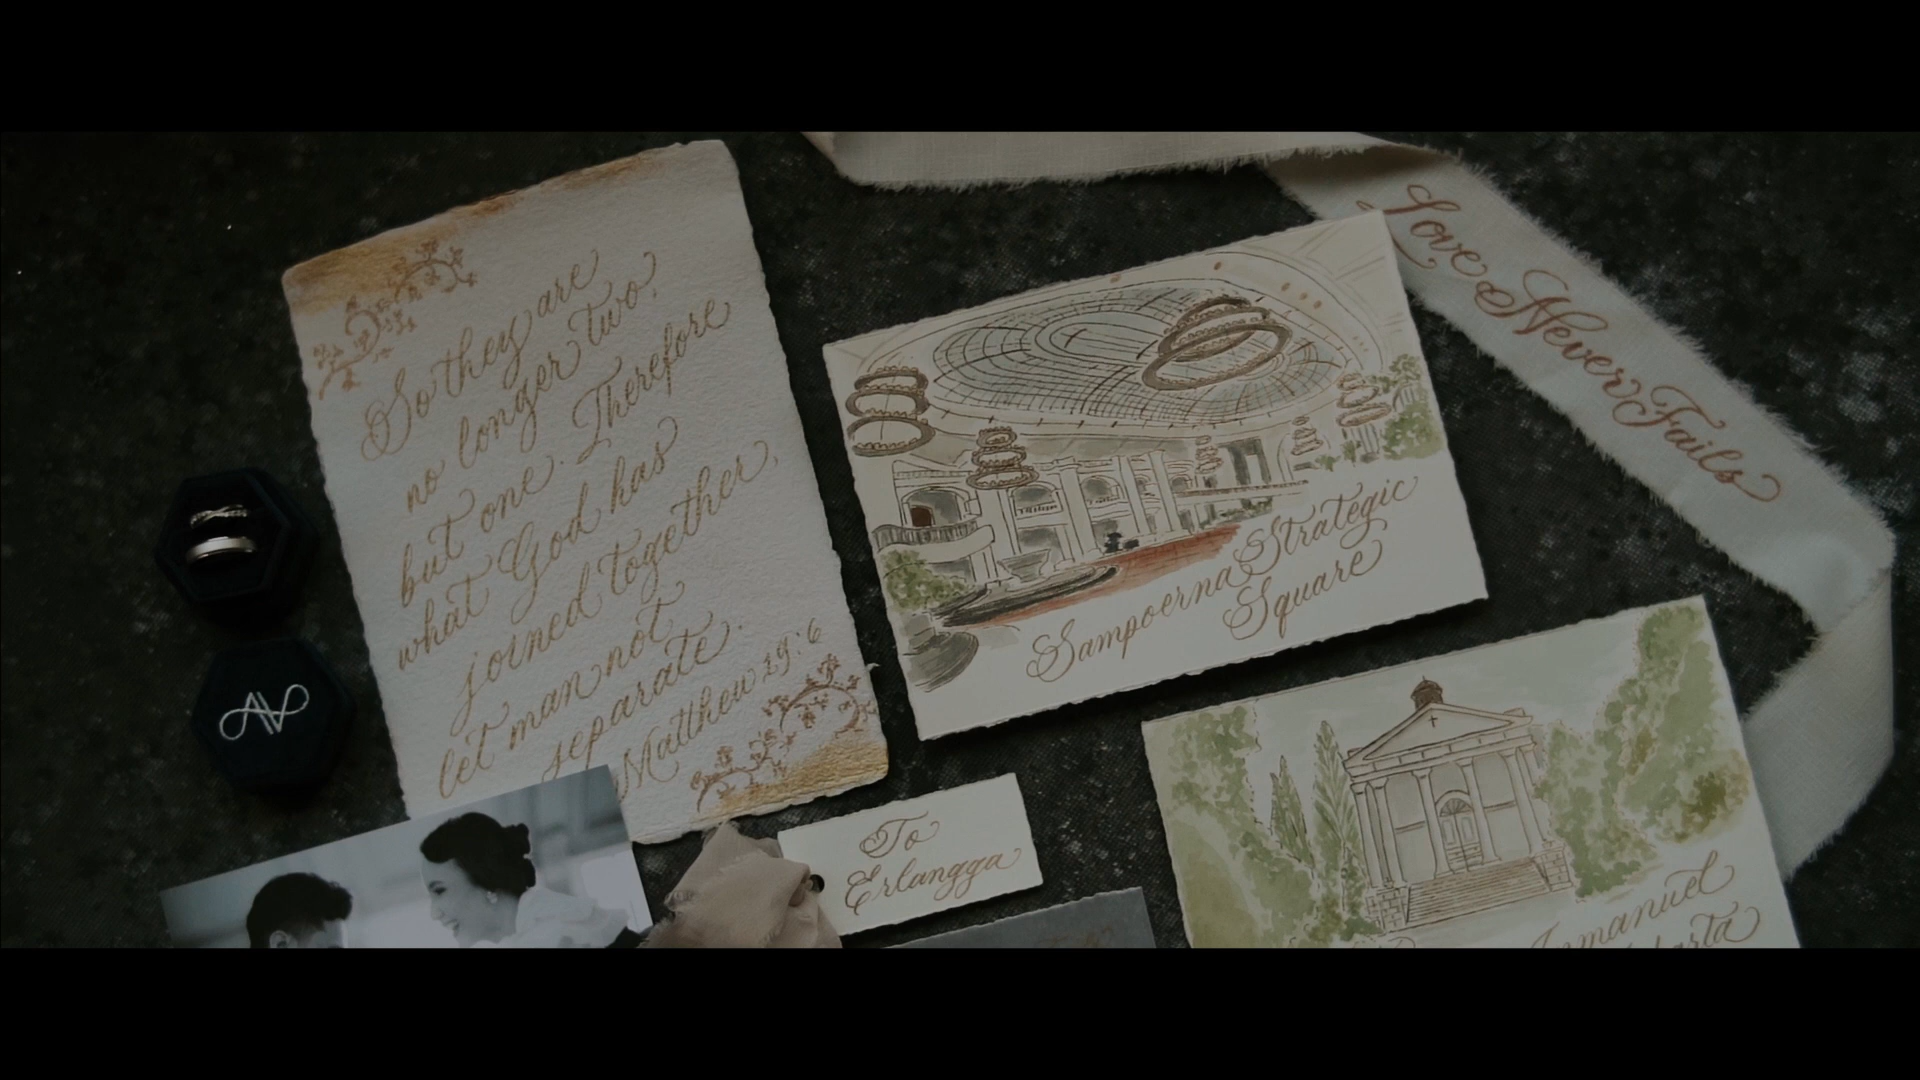 So they are
no longer two,
but one. Therefore
what God has
joined together,
let man not
separate.
Matthew 19:6
Love Never Fails
Sampoerna Strategic
Square
To
Erlangga
Immanuel
AV